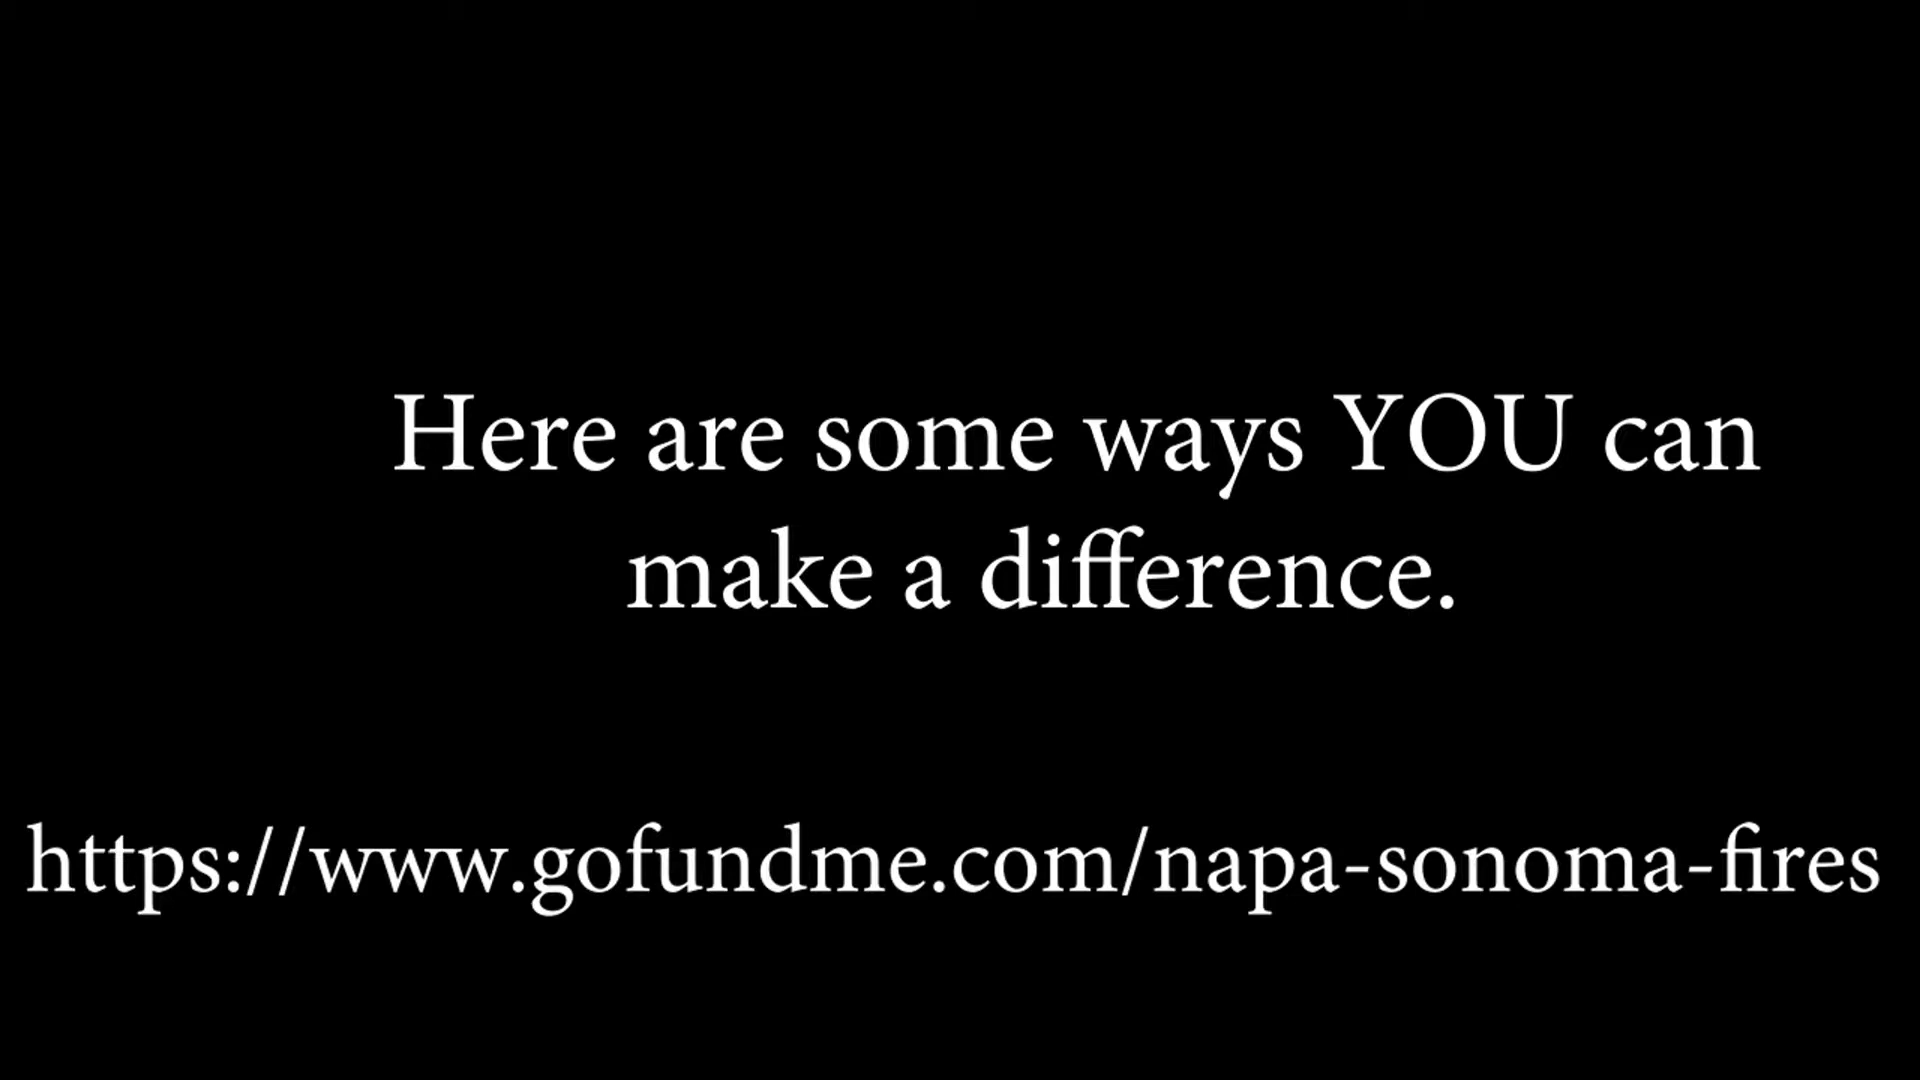 Here are some ways YOU can
make a difference.
https://www.gofundme.com/napa-sonoma-fires